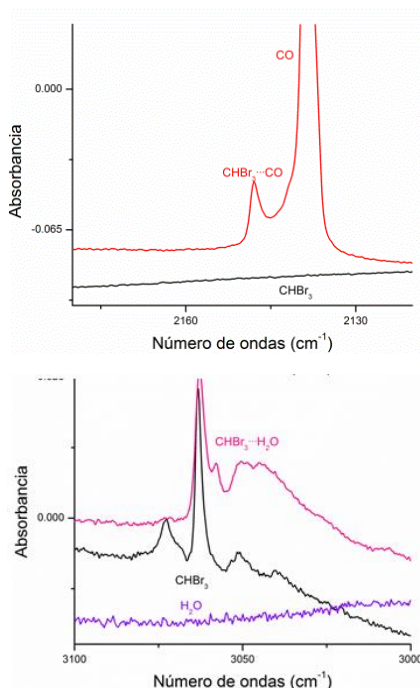 CO
0.000
CHBr₃···CO
-0.065
CHBr₃
Absorbancia
2160
2130
Número de ondas (cm⁻¹)
CHBr₃···H₂O
0.000
CHBr₃
H₂O
Absorbancia
3100
3050
3000
Número de ondas (cm⁻¹)